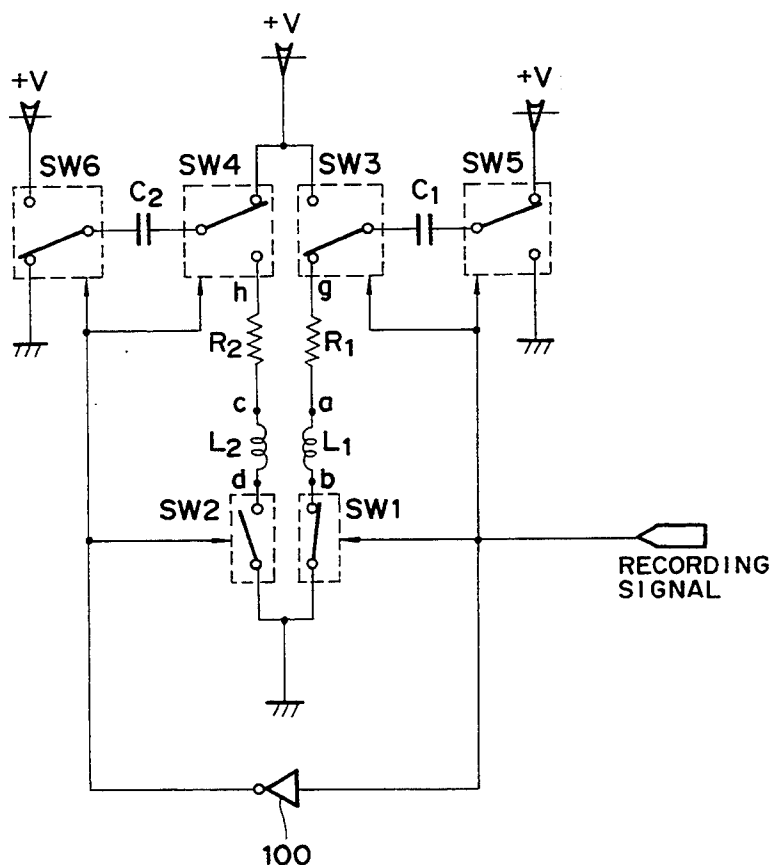 +V
+V
+V
SW6
SW4
SW3
SW5
C2
C1
h
g
R2
R1
c
a
L2
L1
d
b
SW2
SW1
RECORDING
SIGNAL
100